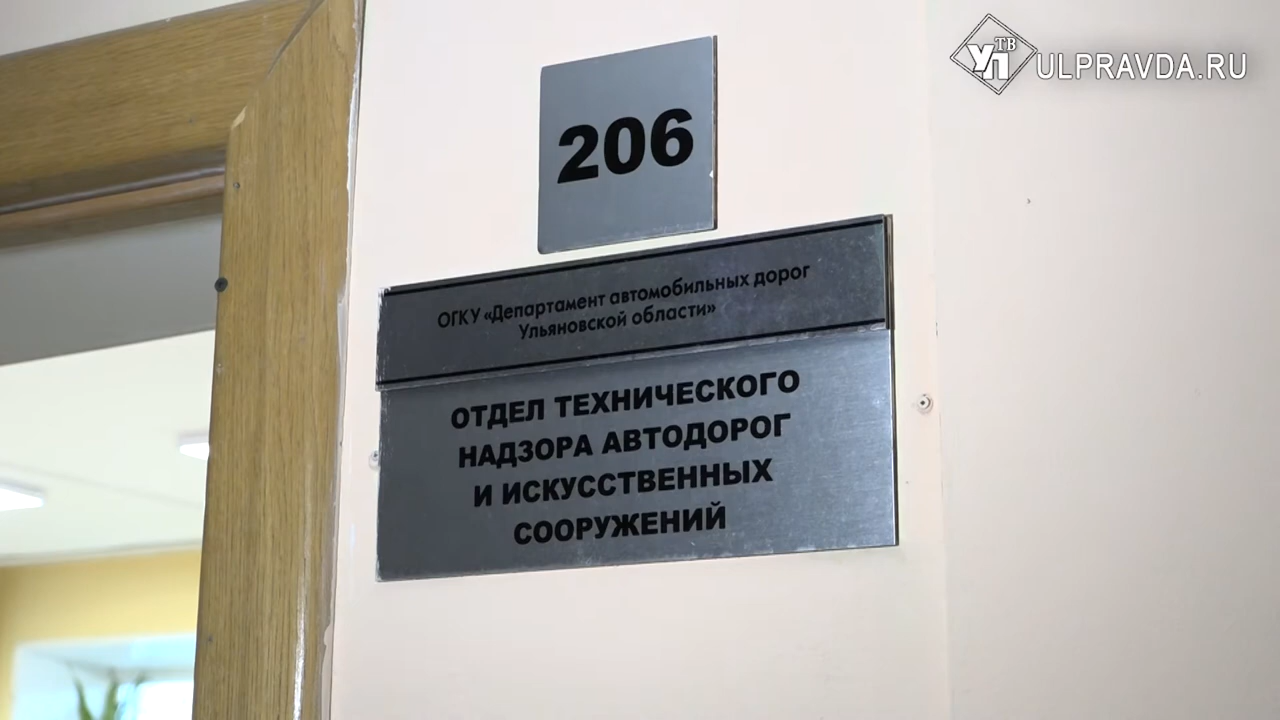 УП ТВ ULPRAVDA.RU
206
ОГКУ «Департамент автомобильных дорог
Ульяновской области»
ОТДЕЛ ТЕХНИЧЕСКОГО
НАДЗОРА АВТОДОРОГ
И ИСКУССТВЕННЫХ
СООРУЖЕНИЙ